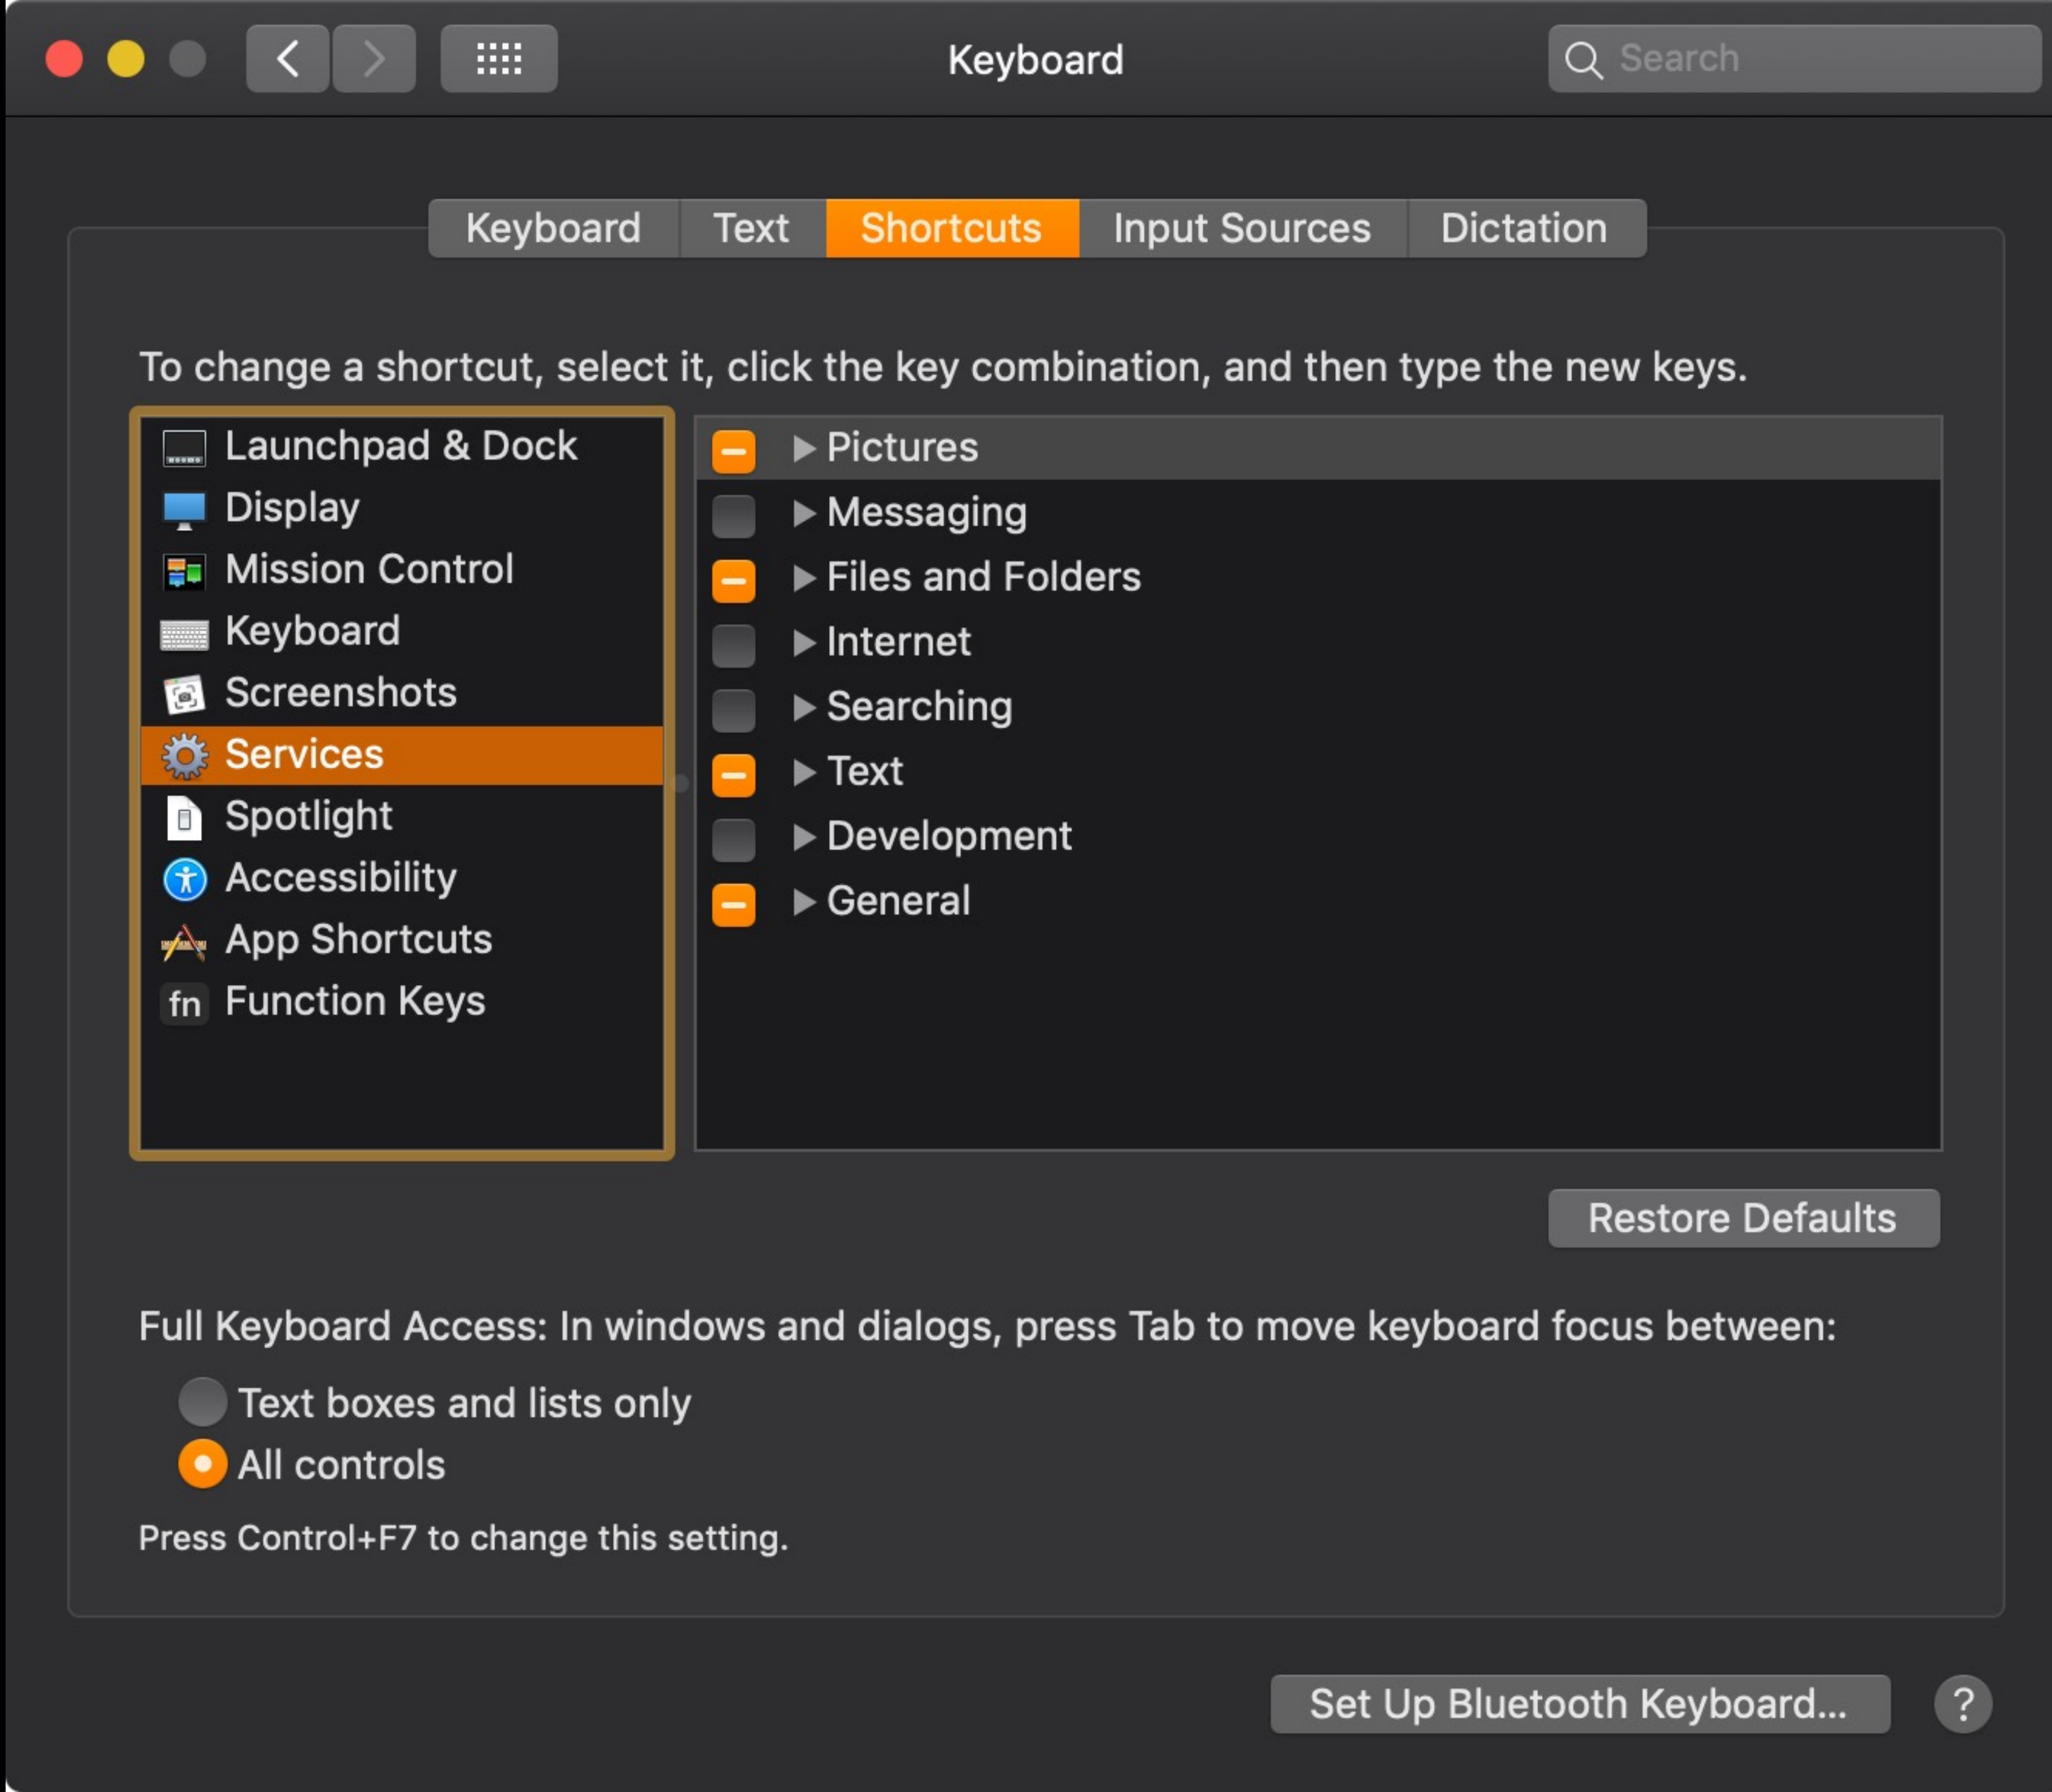 Keyboard
Search
Keyboard
Text
Shortcuts
Input Sources
Dictation
To change a shortcut, select it, click the key combination, and then type the new keys.
Launchpad & Dock
Display
Mission Control
Keyboard
Screenshots
Services
Spotlight
Accessibility
App Shortcuts
fn Function Keys
Pictures
Messaging
Files and Folders
Internet
Searching
Text
Development
General
Restore Defaults
Full Keyboard Access: In windows and dialogs, press Tab to move keyboard focus between:
Text boxes and lists only
All controls
Press Control+F7 to change this setting.
Set Up Bluetooth Keyboard...
?